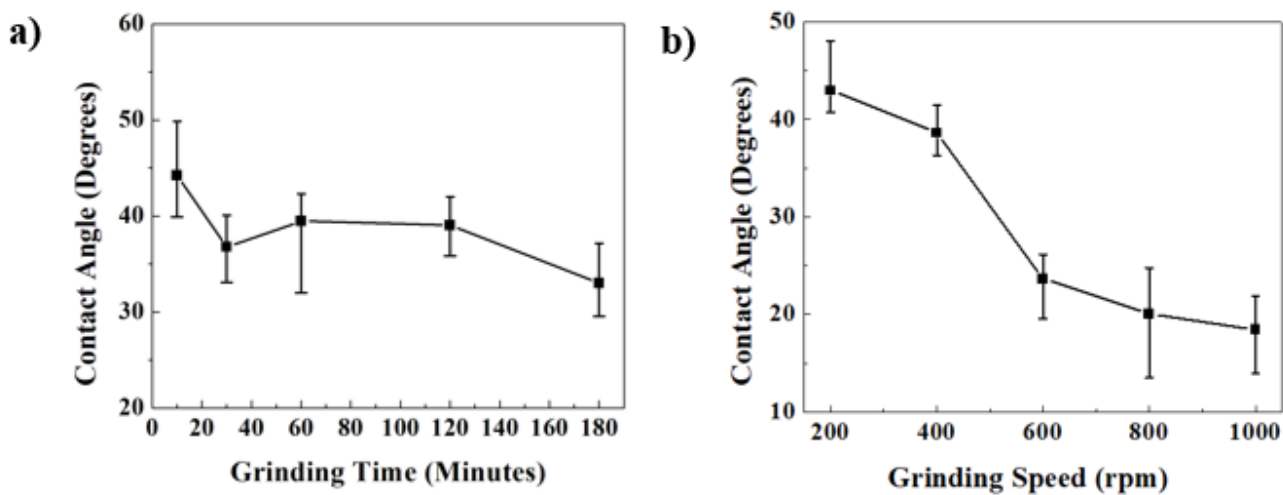 a)
Contact Angle (Degrees)
60
50
40
30
20
0 20 40 60 80 100 120 140 160 180
Grinding Time (Minutes)
b)
Contact Angle (Degrees)
50
40
30
20
10
200 400 600 800 1000
Grinding Speed (rpm)